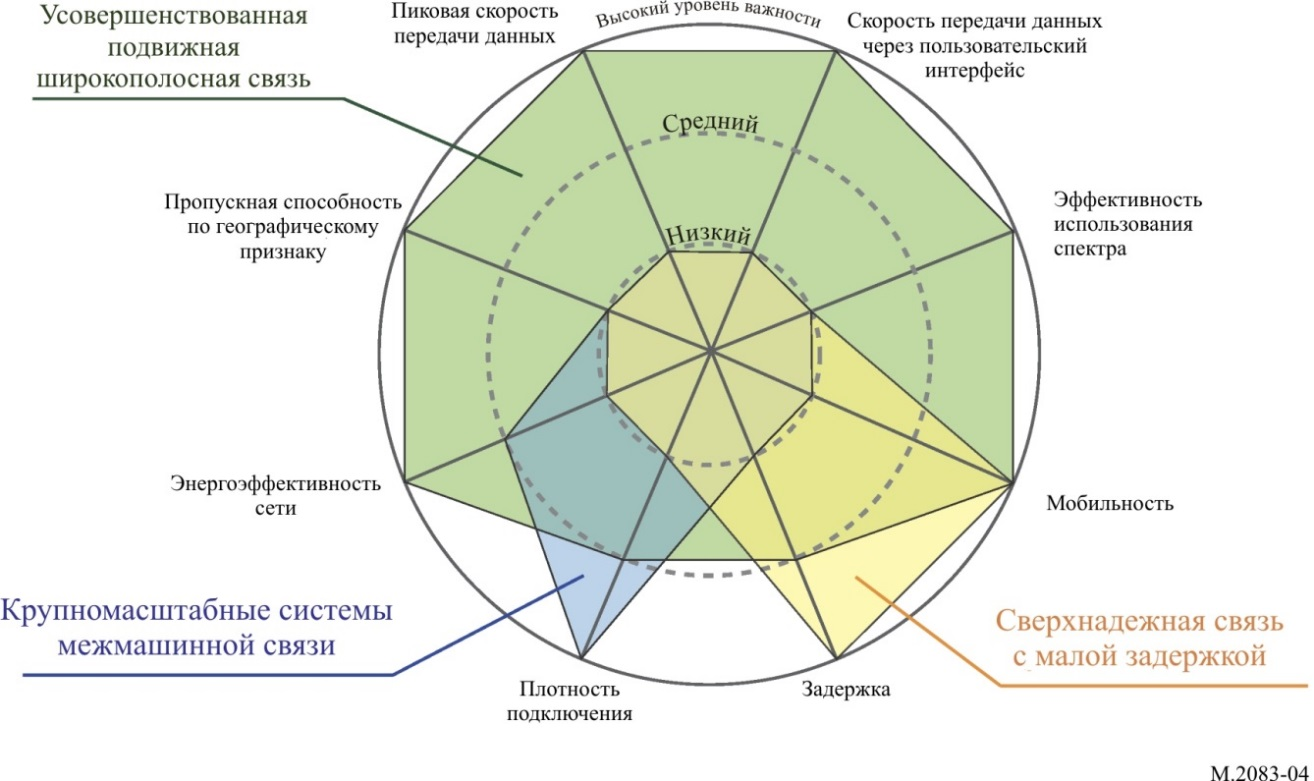 Усовершенствованная
подвижная
широкополосная связь
Пиковая скорость
передачи данных
Высокий уровень важности
Скорость передачи данных
через пользовательский
интерфейс
Средний
Низкий
Пропускная способность
по географическому
признаку
Эффективность
использования
спектра
Энергоэффективность
сети
Мобильность
Крупномасштабные системы
межмашинной связи
Сверхнадежная связь
с малой задержкой
Плотность
подключения
Задержка
M.2083-04